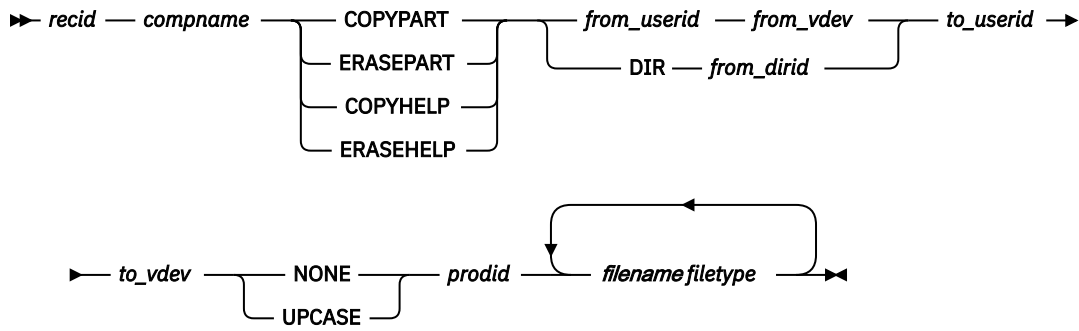 recid compname COPYPART from_userid from_vdev to_userid
ERASEPART DIR from_dirid
COPYHELP
ERASEHELP
to_vdev NONE prodid filename filetype
UPCASE